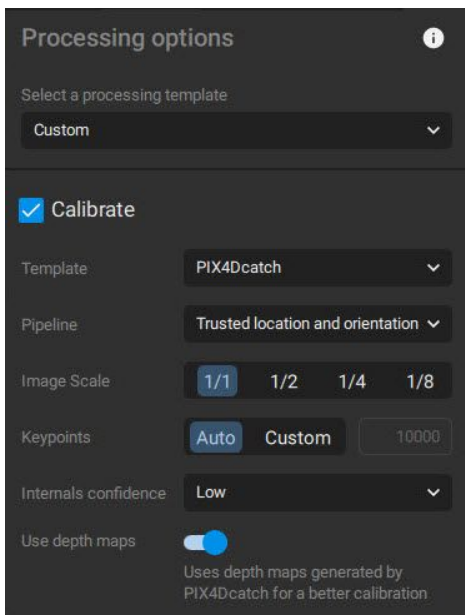 Processing options
Select a processing template
Custom
Calibrate
Template PIX4Dcatch
Pipeline Trusted location and orientation
Image Scale 1/1 1/2 1/4 1/8
Keypoints Auto Custom 10000
Internals confidence Low
Use depth maps
Uses depth maps generated by
PIX4Dcatch for a better calibration